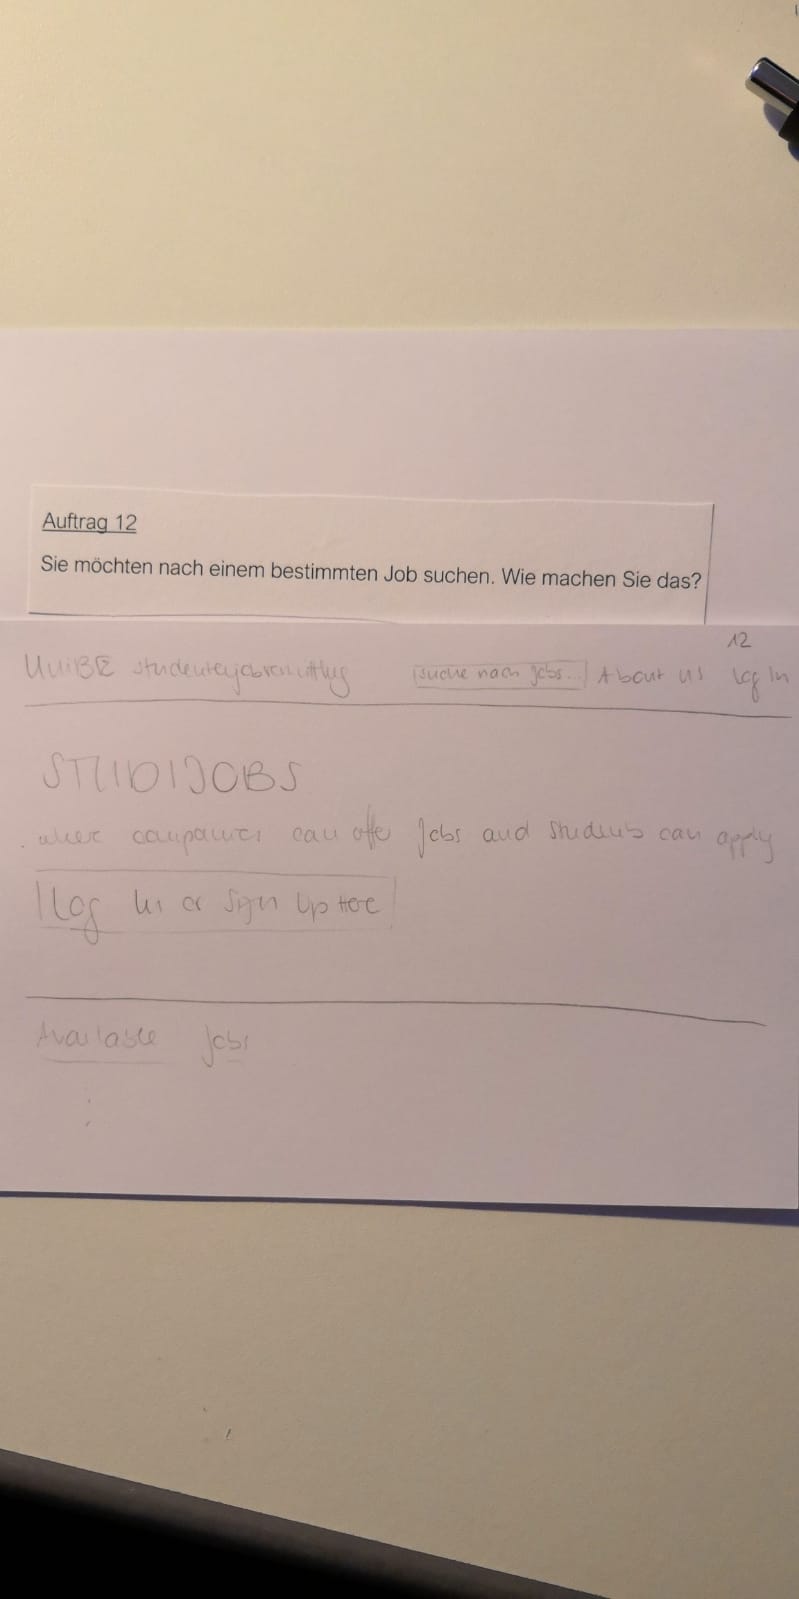 Auftrag 12
Sie möchten nach einem bestimmten Job suchen. Wie machen Sie das?
12
UNIBE Studentenjobvermittlung suche nach Jobs... About us Log In
STUDIJOBS
where companies can offer Jobs and Students can apply
Log In or Sign Up Here
Available Jobs